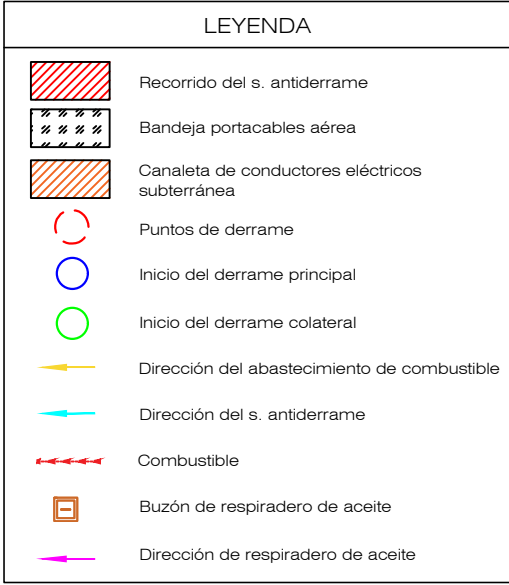 LEYENDA
Recorrido del s. antiderrame
Bandeja portacables aérea
Canaleta de conductores eléctricos
subterránea
Puntos de derrame
Inicio del derrame principal
Inicio del derrame colateral
Dirección del abastecimiento de combustible
Dirección del s. antiderrame
Combustible
Buzón de respiradero de aceite
Dirección de respiradero de aceite